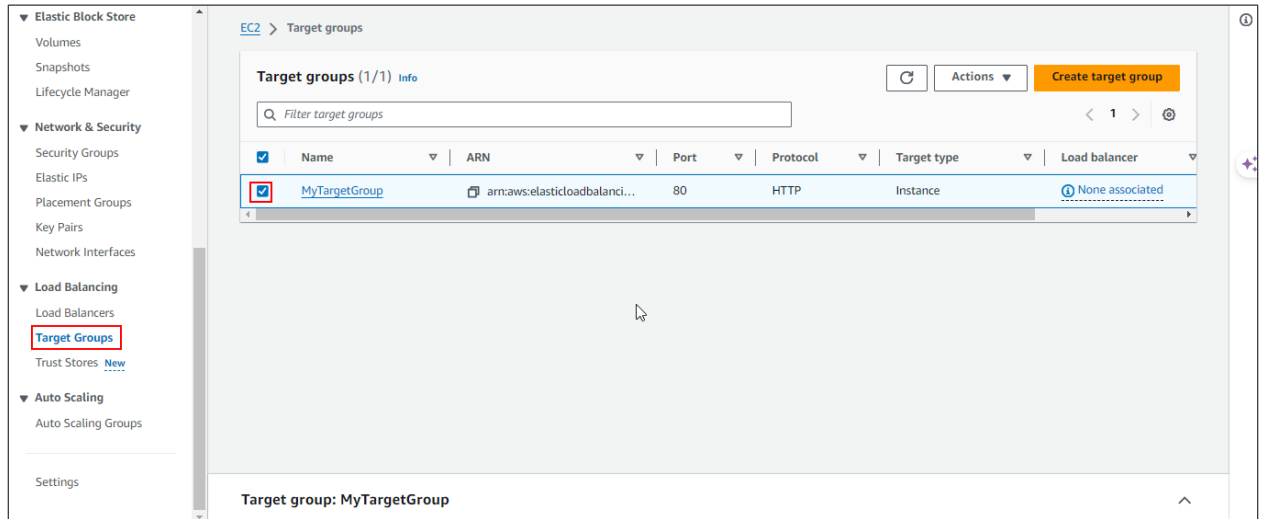 Elastic Block Store
Volumes
Snapshots
Lifecycle Manager
Network & Security
Security Groups
Elastic IPs
Placement Groups
Key Pairs
Network Interfaces
Load Balancing
Load Balancers
Target Groups
Trust Stores New
Auto Scaling
Auto Scaling Groups
Settings
EC2 > Target groups
Target groups (1/1) Info
Actions
Create target group
Filter target groups
< 1 >
Name ARN Port Protocol Target type Load balancer
MyTargetGroup arn:aws:elasticloadbalanci... 80 HTTP Instance None associated
Target group: MyTargetGroup